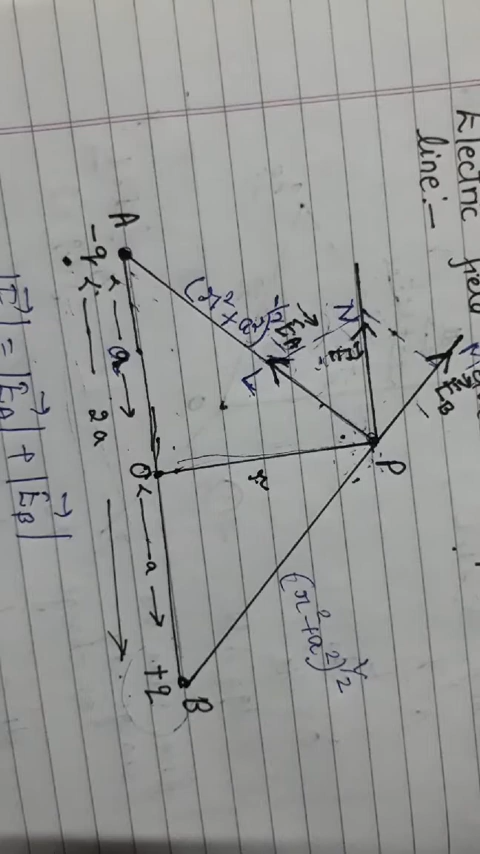 Electric field
line:-
N
E_B
P
N
E
E_A
(r² + a²)^½
r
(r² + a²)^½
A
-q
a
O
a
+q
B
2a
|E| = |E_A| + |E_B|